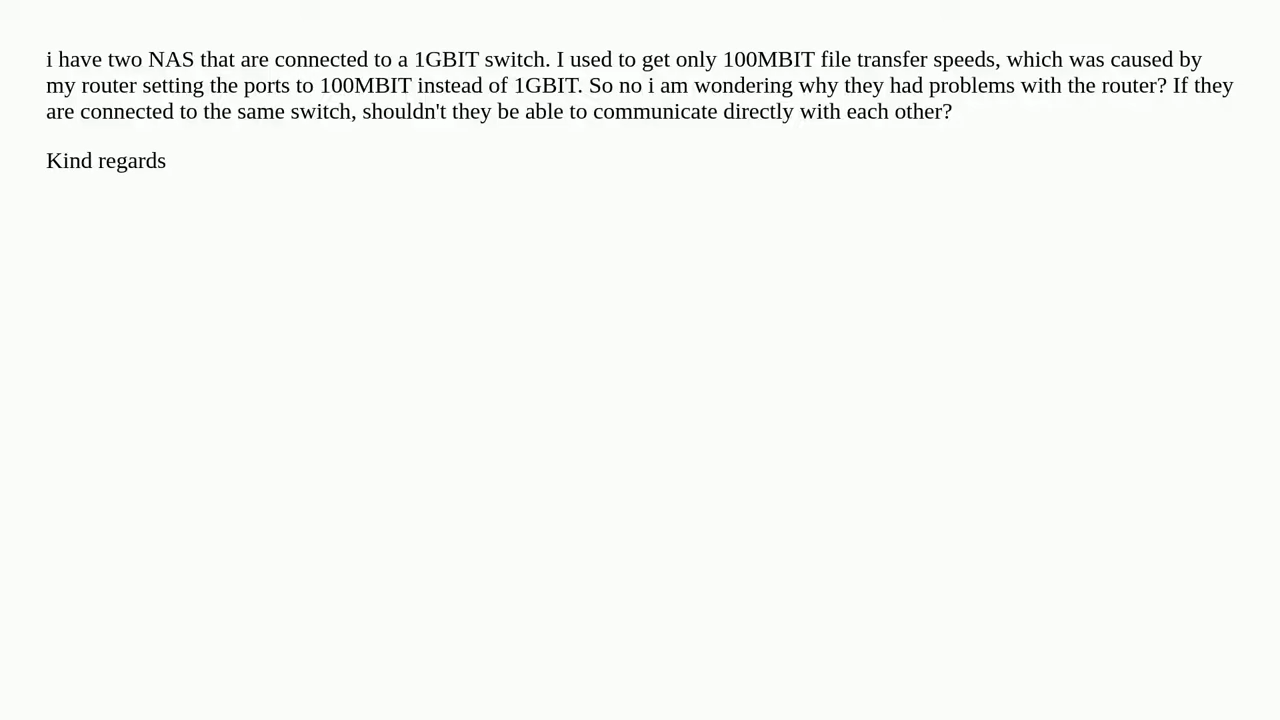 i have two NAS that are connected to a 1GBIT switch. I used to get only 100MBIT file transfer speeds, which was caused by
my router setting the ports to 100MBIT instead of 1GBIT. So no i am wondering why they had problems with the router? If they
are connected to the same switch, shouldn't they be able to communicate directly with each other?
Kind regards